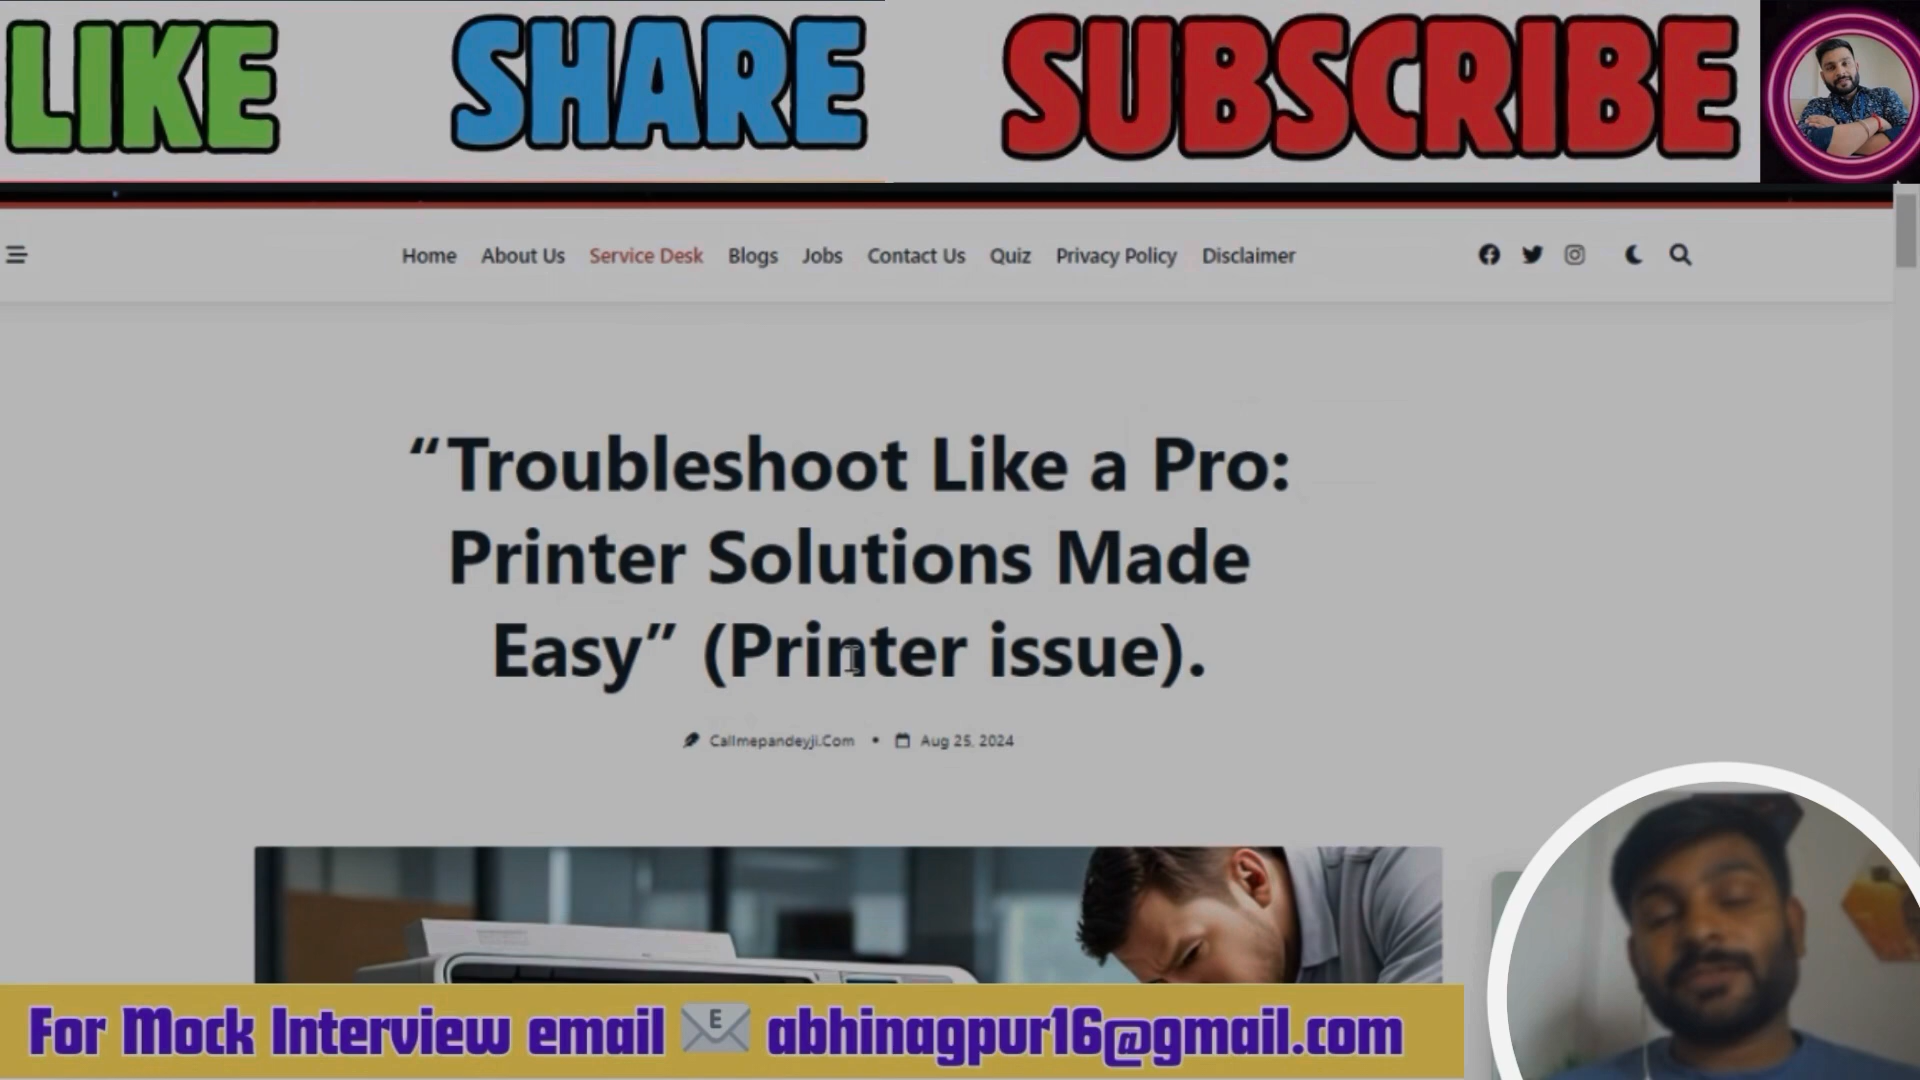 LIKE SHARE SUBSCRIBE
Home About Us Service Desk Blogs Jobs Contact Us Quiz Privacy Policy Disclaimer
“Troubleshoot Like a Pro:
Printer Solutions Made
Easy” (Printer issue).
Callmepandeyji.Com • Aug 25, 2024
For Mock Interview email E abhinagpur16@gmail.com